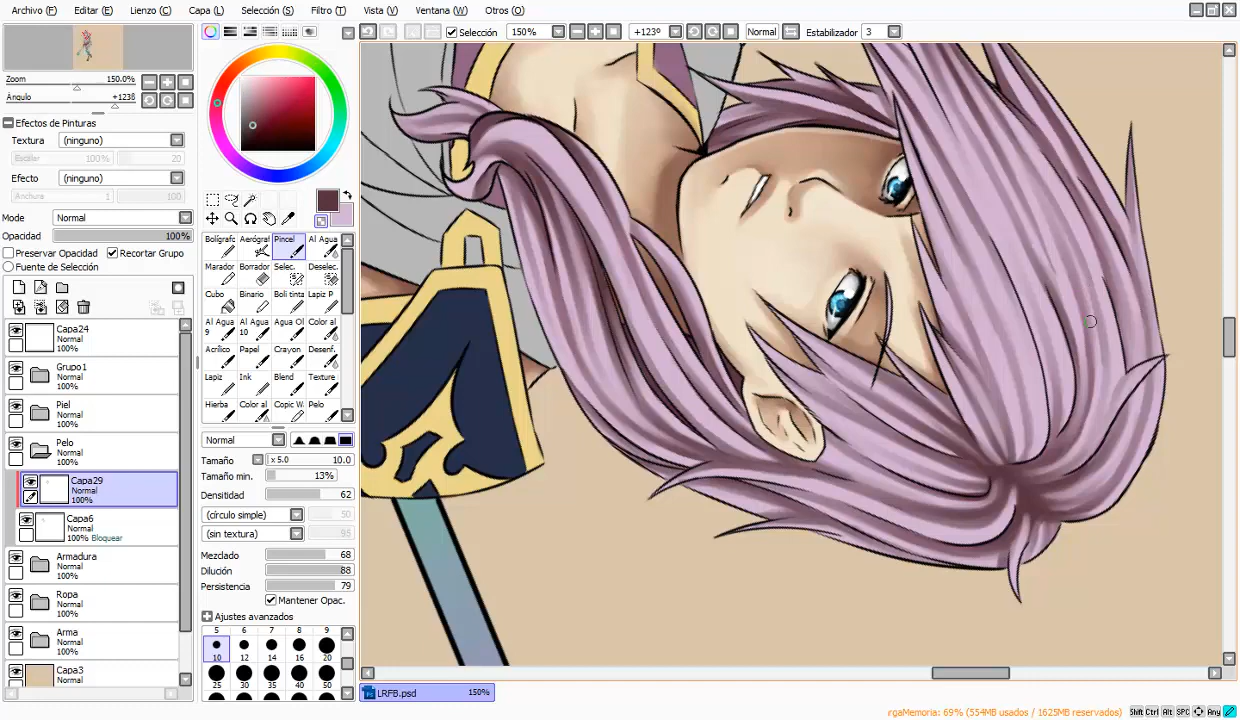 Archivo (F) Editar (E) Lienzo (C) Capa (L) Selección (S) Filtro (T) Vista (V) Ventana (W) Otros (O)
Selección 150% +123º Normal Estabilizador 3
Zoom 150.0%
Ángulo +123ß
Efectos de Pinturas
Textura (ninguno)
Escalar 100% 20
Efecto (ninguno)
Anchura 1 100
Modo Normal
Opacidad 100%
Preservar Opacidad Recortar Grupo
Fuente de Selección
Capa24
Normal
100%
Grupo1
Normal
100%
Piel
Normal
100%
Pelo
Normal
100%
Capa29
Normal
100%
Capa6
Normal
100% Bloquear
Armadura
Normal
100%
Ropa
Normal
100%
Arma
Normal
100%
Capa3
Normal
Bolígrafo Aerógraf Pincel Al Agua
Marador Borrador Selec. Deselec.
Cubo Binario Boli tinta Lapiz P
Al Agua 9 Al Agua 10 Agua Ol Color al
Acrílico Papel Crayon Desenf.
Lapiz Ink Blend Texture
Hierba Color al Copic W Pelo
Normal
Tamaño x 5.0 10.0
Tamaño min. 13%
Densitidad 62
(círculo simple) 50
(sin textura) 95
Mezclado 68
Dilución 88
Persistencia 79
Mantener Opac.
Ajustes avanzados
5 6 7 8 9
10 12 14 16 20
25 30 35 40 50
LRFB.psd 150%
rgaMemoria: 69% (554MB usados / 1625MB reservados) Shift Ctrl Alt SPC Any